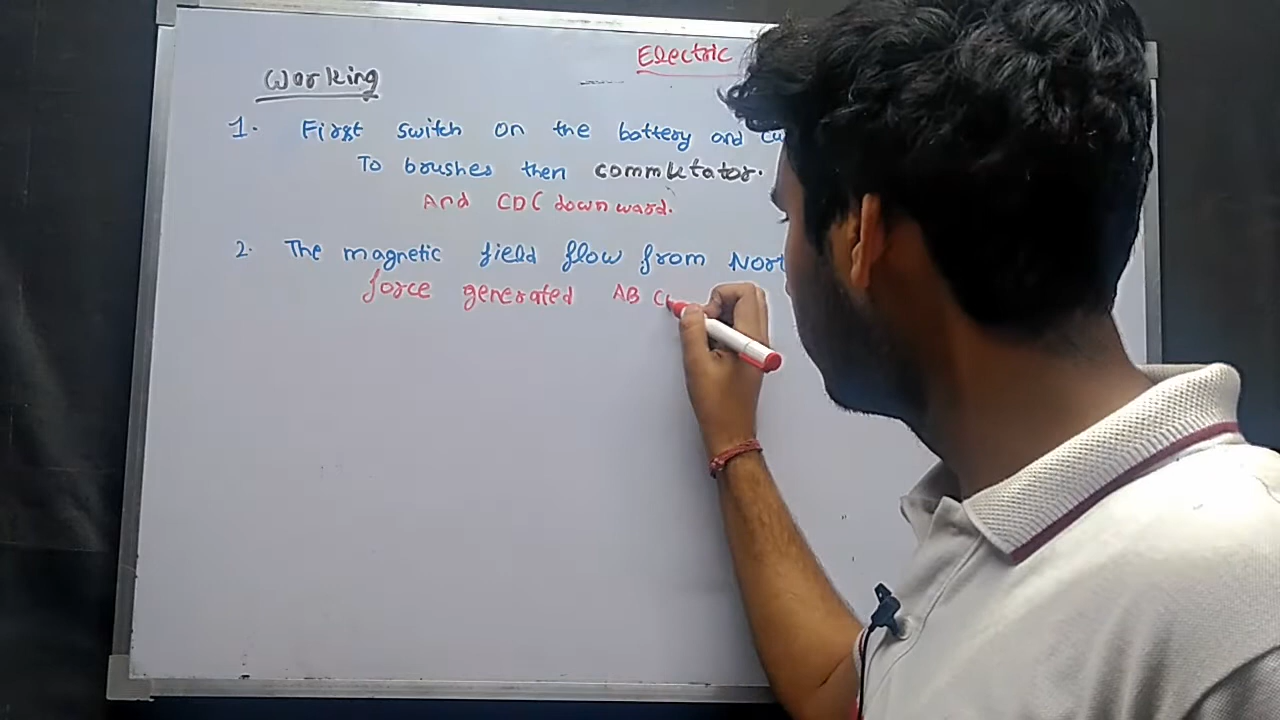 Electric
Working
1. First switch on the battery and cu
To brushes then commutator.
And CDC downward.
2. The magnetic field flow from Nort
force generated AB C